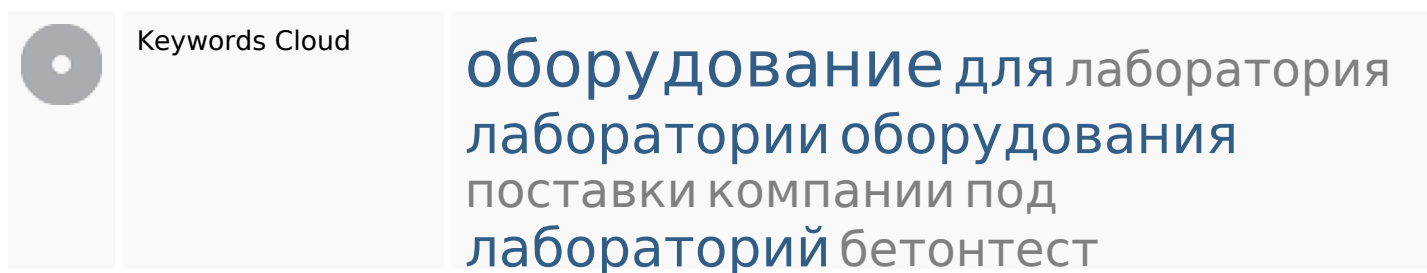 Keywords Cloud
оборудование для лаборатория
лаборатории оборудования
поставки компании под
лабораторий бетонтест